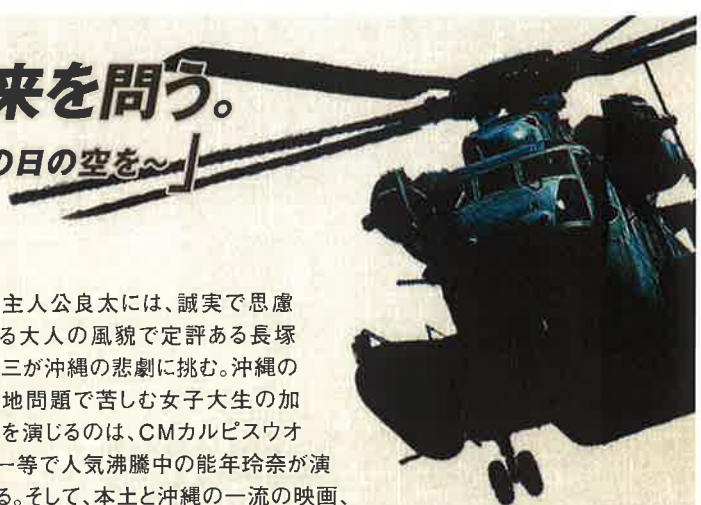 来を問う。
の日の空を～」
主人公良太には、誠実で思慮
る大人の風貌で定評ある長塚
三が沖縄の悲劇に挑む。沖縄の
地問題で苦しむ女子大生の加
を演じるのは、CMカルピスウオ
ー等で人気沸騰中の能年玲奈が演
る。そして、本土と沖縄の一流の映画、